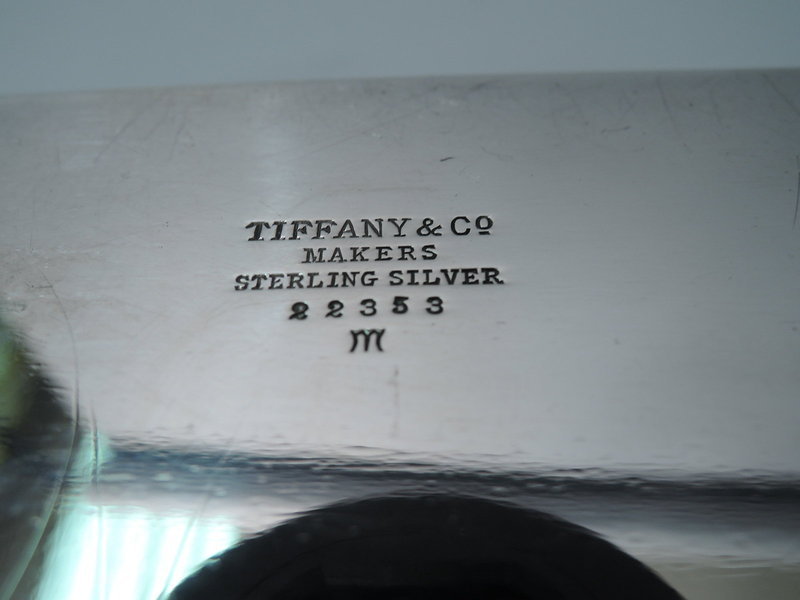 TIFFANY & Cº
MAKERS
STERLING SILVER
22353
m